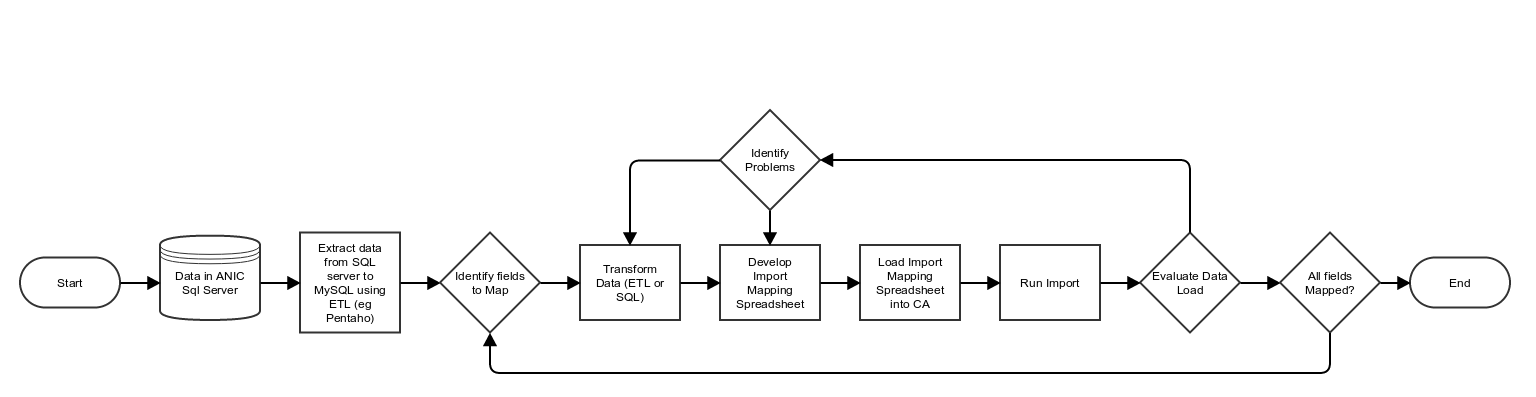 Identify
Problems
Start
Data in ANIC
Sql Server
Extract data
from SQL
server to
MySQL using
ETL (eg
Pentaho)
Identify fields
to Map
Transform
Data (ETL or
SQL)
Develop
Import
Mapping
Spreadsheet
Load Import
Mapping
Spreadsheet
into CA
Run Import
Evaluate Data
Load
All fields
Mapped?
End